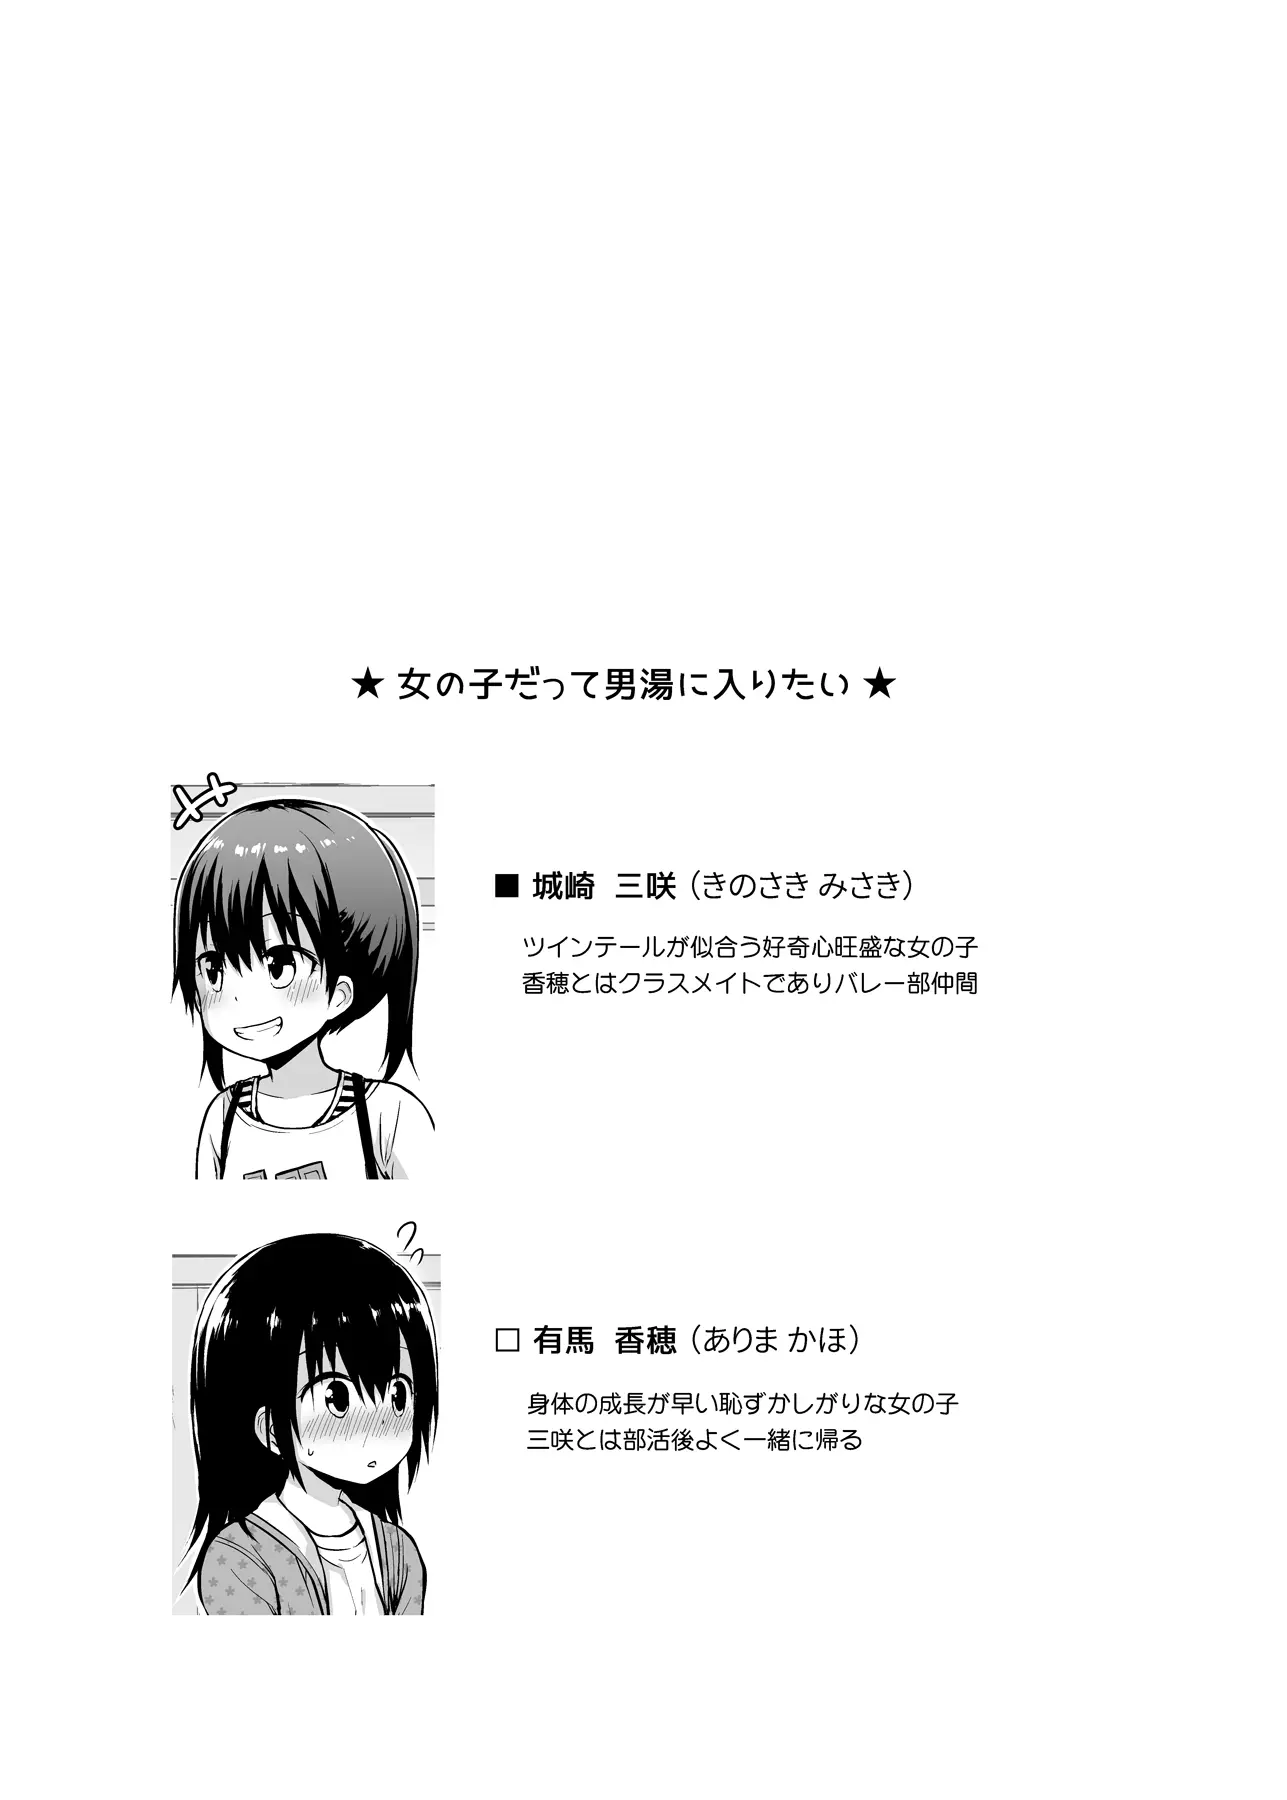 ★ 女の子だって男湯に入りたい ★
■ 城崎 三咲（きのさき みさき）
ツインテールが似合う好奇心旺盛な女の子
香穂とはクラスメイトでありバレー部仲間
□ 有馬 香穂（ありま かほ）
身体の成長が早い恥ずかしがりな女の子
三咲とは部活後よく一緒に帰る